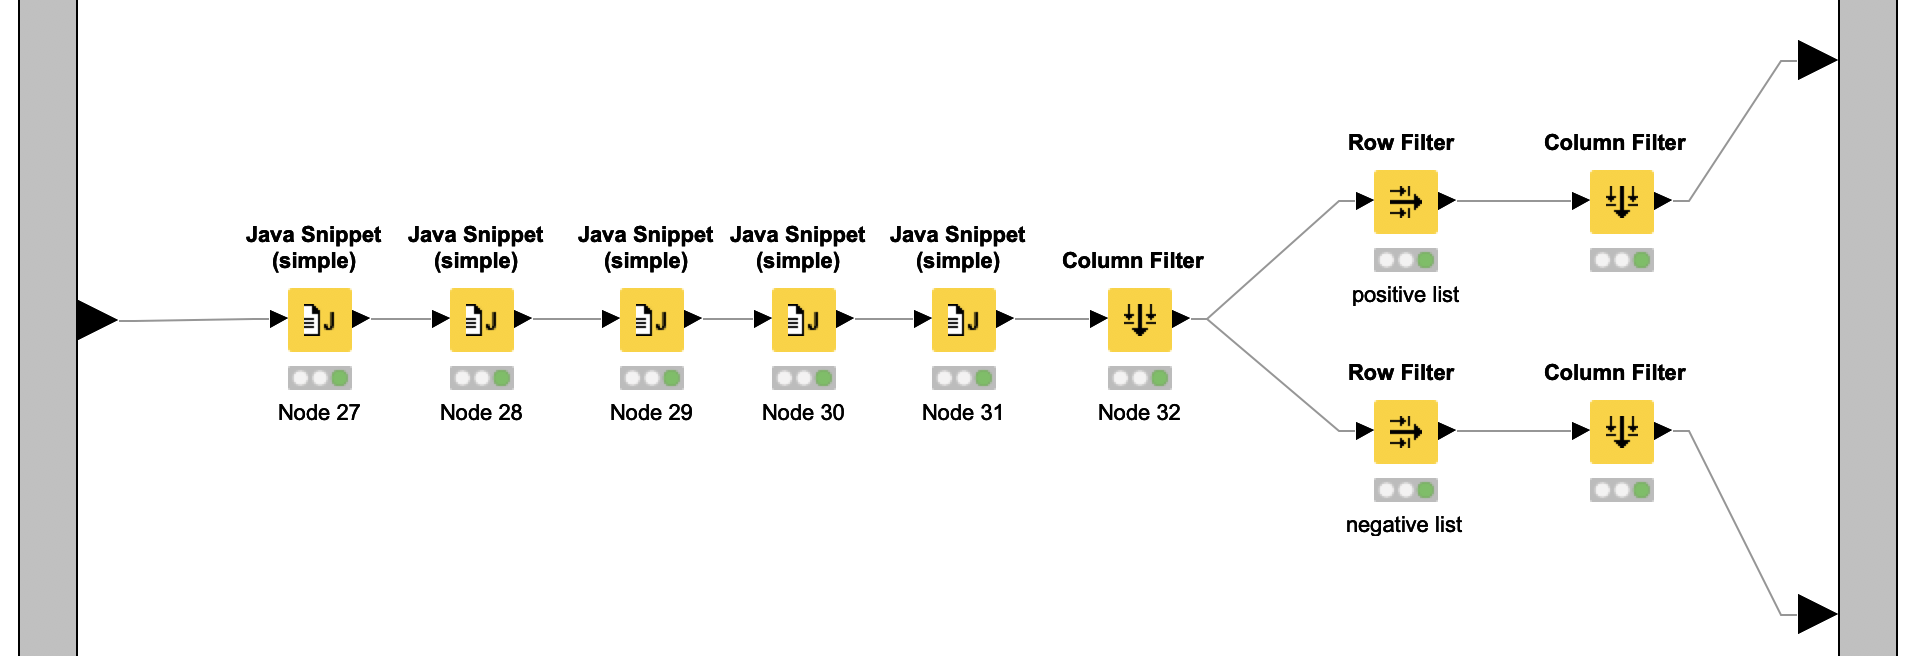 Row Filter
Column Filter
positive list
Java Snippet
(simple)
Java Snippet
(simple)
Java Snippet
(simple)
Java Snippet
(simple)
Java Snippet
(simple)
Column Filter
J
J
J
J
J
Node 27
Node 28
Node 29
Node 30
Node 31
Node 32
Row Filter
Column Filter
negative list